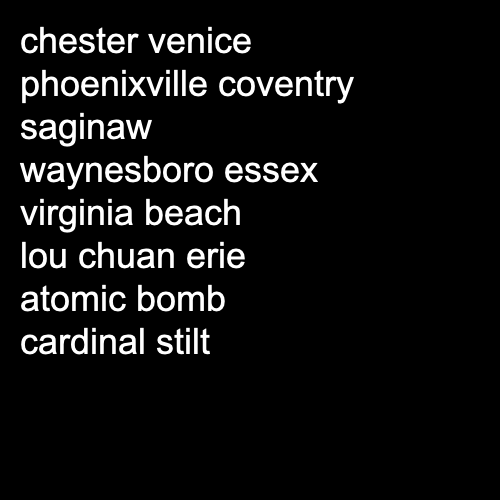 chester venice
phoenixville coventry
saginaw
waynesboro essex
virginia beach
lou chuan erie
atomic bomb
cardinal stilt